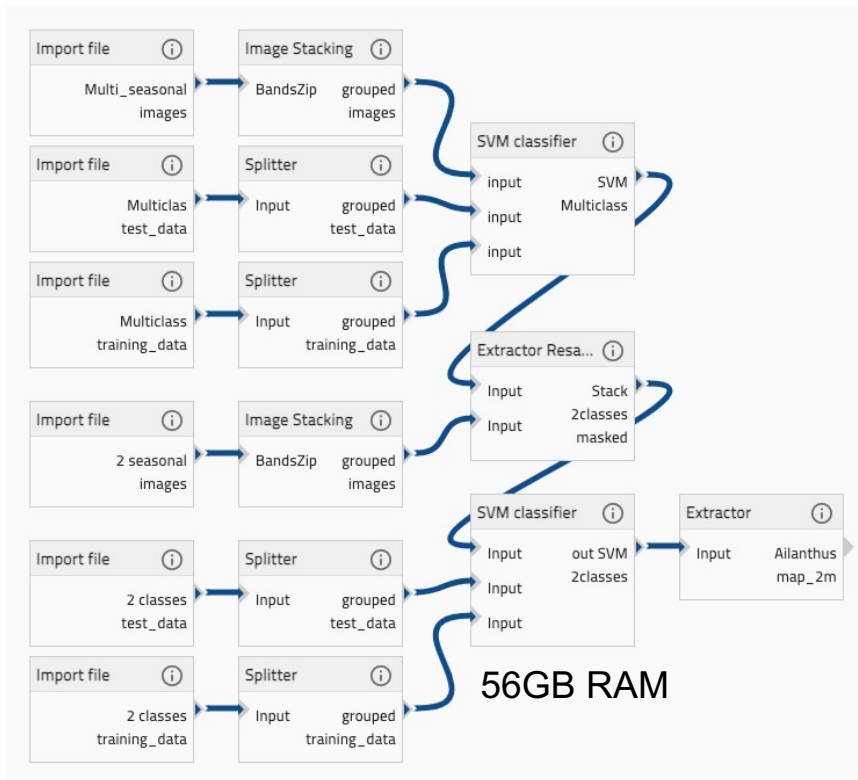 Import file
Multi_seasonal
images
Image Stacking
BandsZip
grouped
images
Import file
Multiclas
test_data
Splitter
Input
grouped
test_data
Import file
Multiclass
training_data
Splitter
Input
grouped
training_data
SVM classifier
input
input
input
SVM
Multiclass
Extractor Resa...
Input
Input
Stack
2classes
masked
Import file
2 seasonal
images
Image Stacking
BandsZip
grouped
images
Import file
2 classes
test_data
Splitter
Input
grouped
test_data
Import file
2 classes
training_data
Splitter
Input
grouped
training_data
SVM classifier
Input
Input
Input
out SVM
2classes
Extractor
Input
Ailanthus
map_2m
56GB RAM